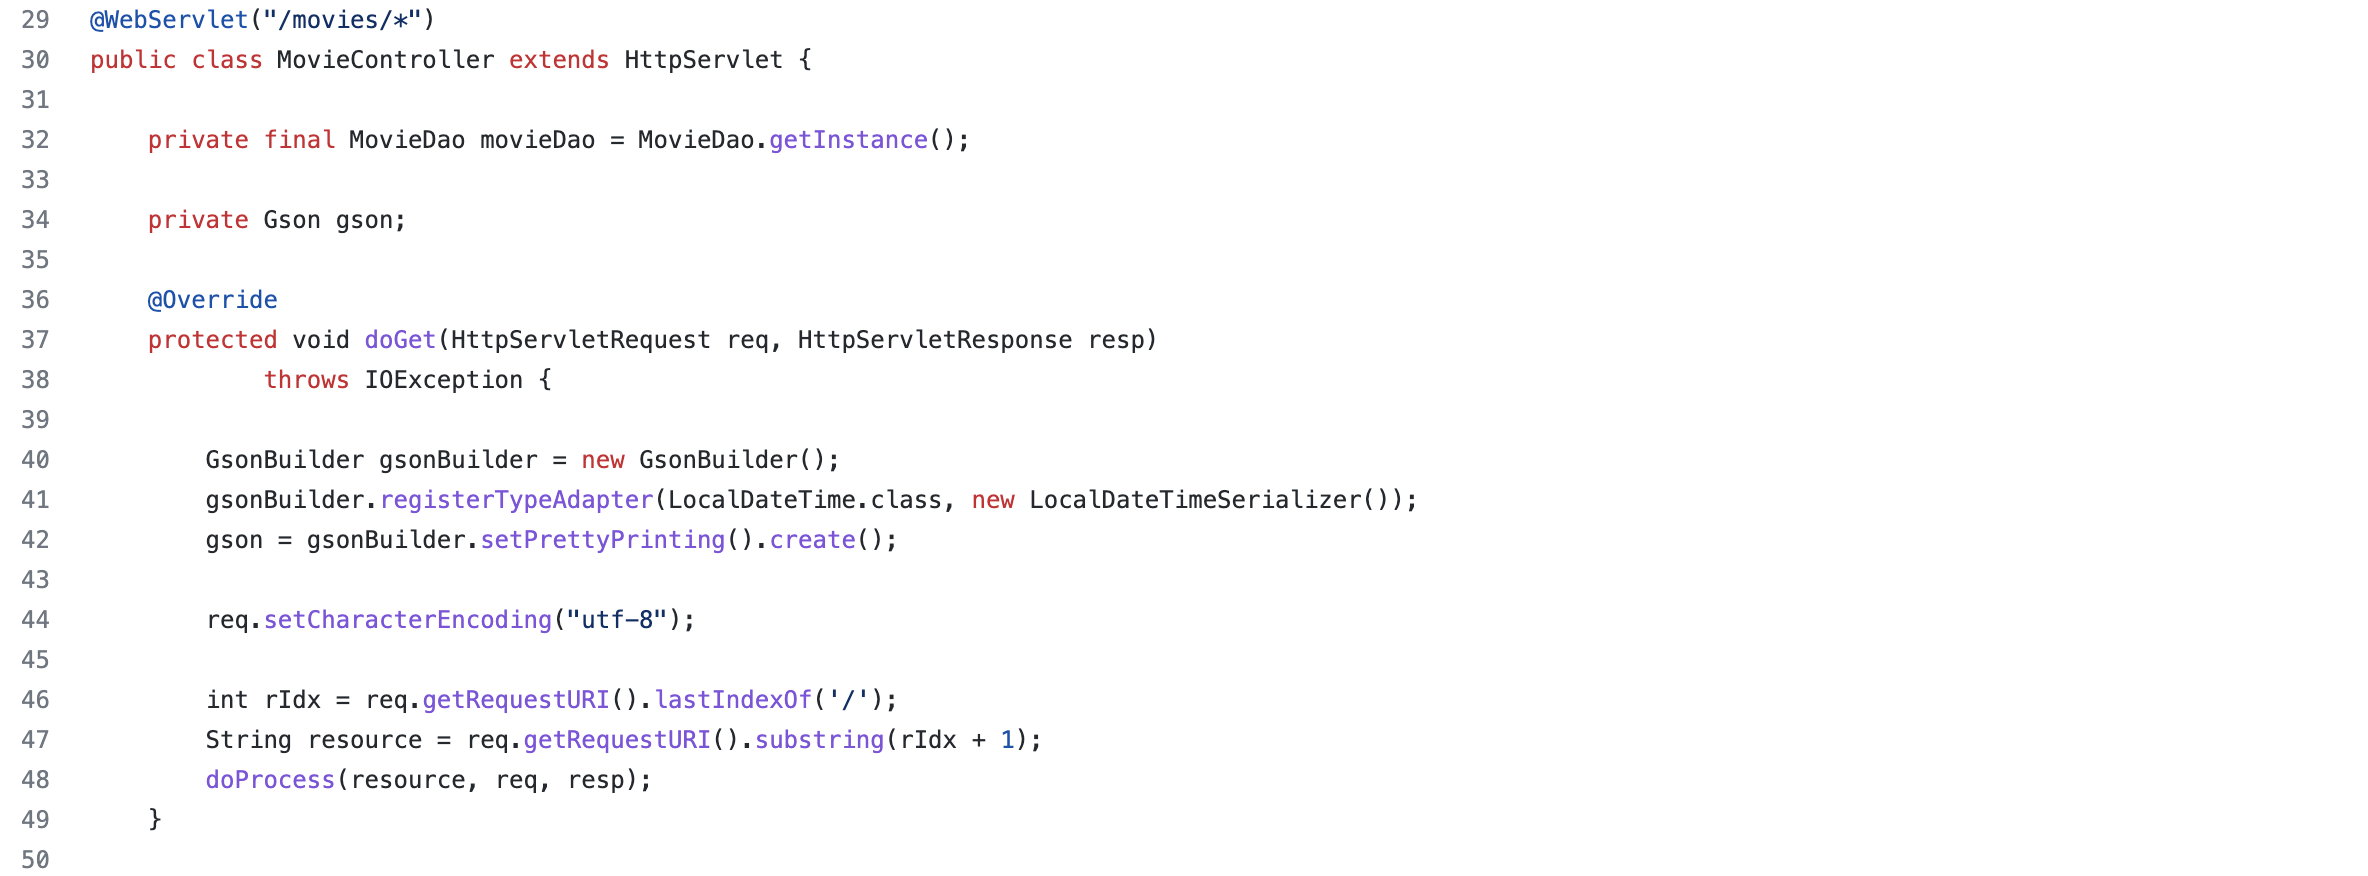 29 @WebServlet("/movies/*")
30 public class MovieController extends HttpServlet {
31
32     private final MovieDao movieDao = MovieDao.getInstance();
33
34     private Gson gson;
35
36     @Override
37     protected void doGet(HttpServletRequest req, HttpServletResponse resp)
38             throws IOException {
39
40         GsonBuilder gsonBuilder = new GsonBuilder();
41         gsonBuilder.registerTypeAdapter(LocalDateTime.class, new LocalDateTimeSerializer());
42         gson = gsonBuilder.setPrettyPrinting().create();
43
44         req.setCharacterEncoding("utf-8");
45
46         int rIdx = req.getRequestURI().lastIndexOf('/');
47         String resource = req.getRequestURI().substring(rIdx + 1);
48         doProcess(resource, req, resp);
49     }
50